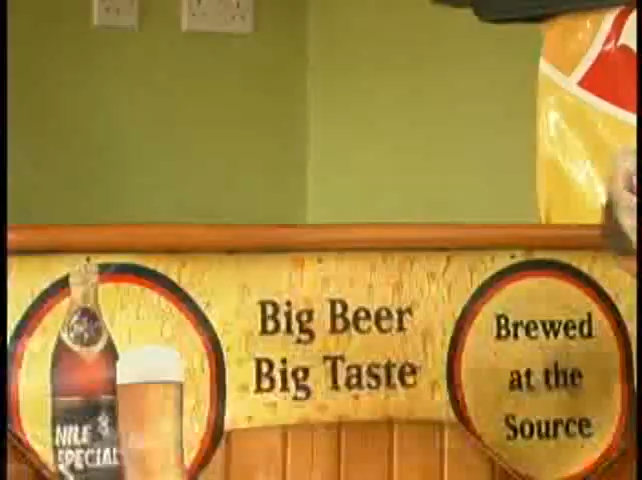 Big Beer
Big Taste
Brewed
at the
Source
NILE
SPECIAL